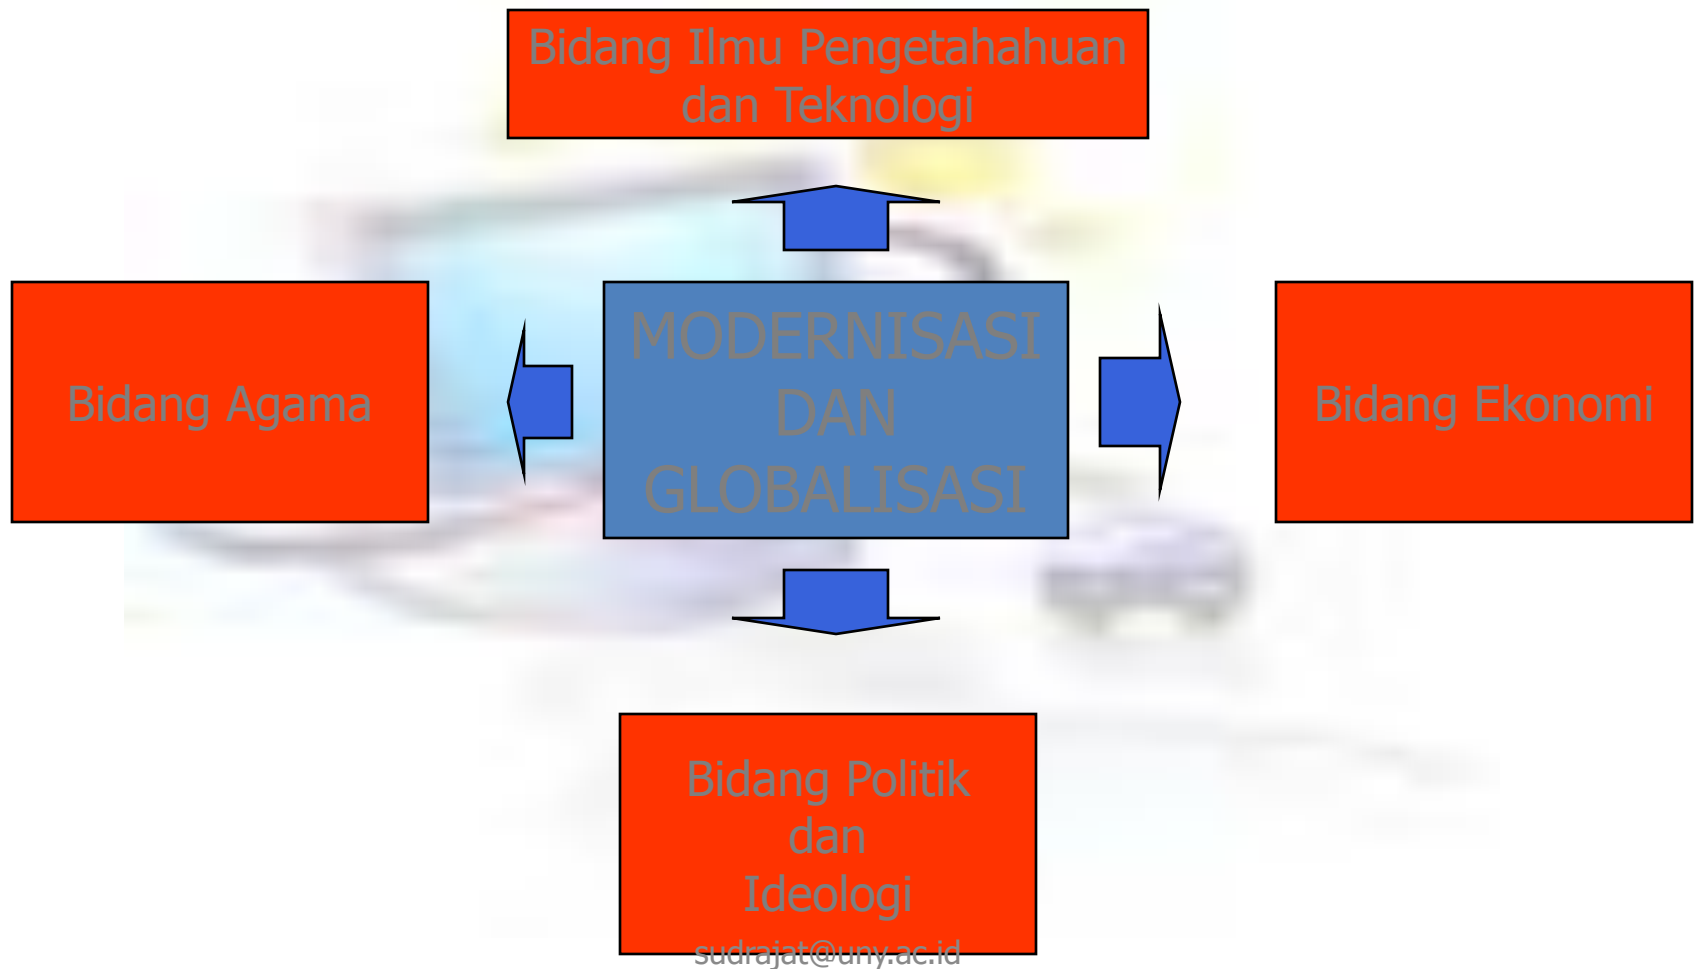 Bidang Ilmu Pengetahahuan
dan Teknologi
Bidang Agama
MODERNISASI
DAN
GLOBALISASI
Bidang Ekonomi
Bidang Politik
dan
Ideologi
sudrajat@uny.ac.id